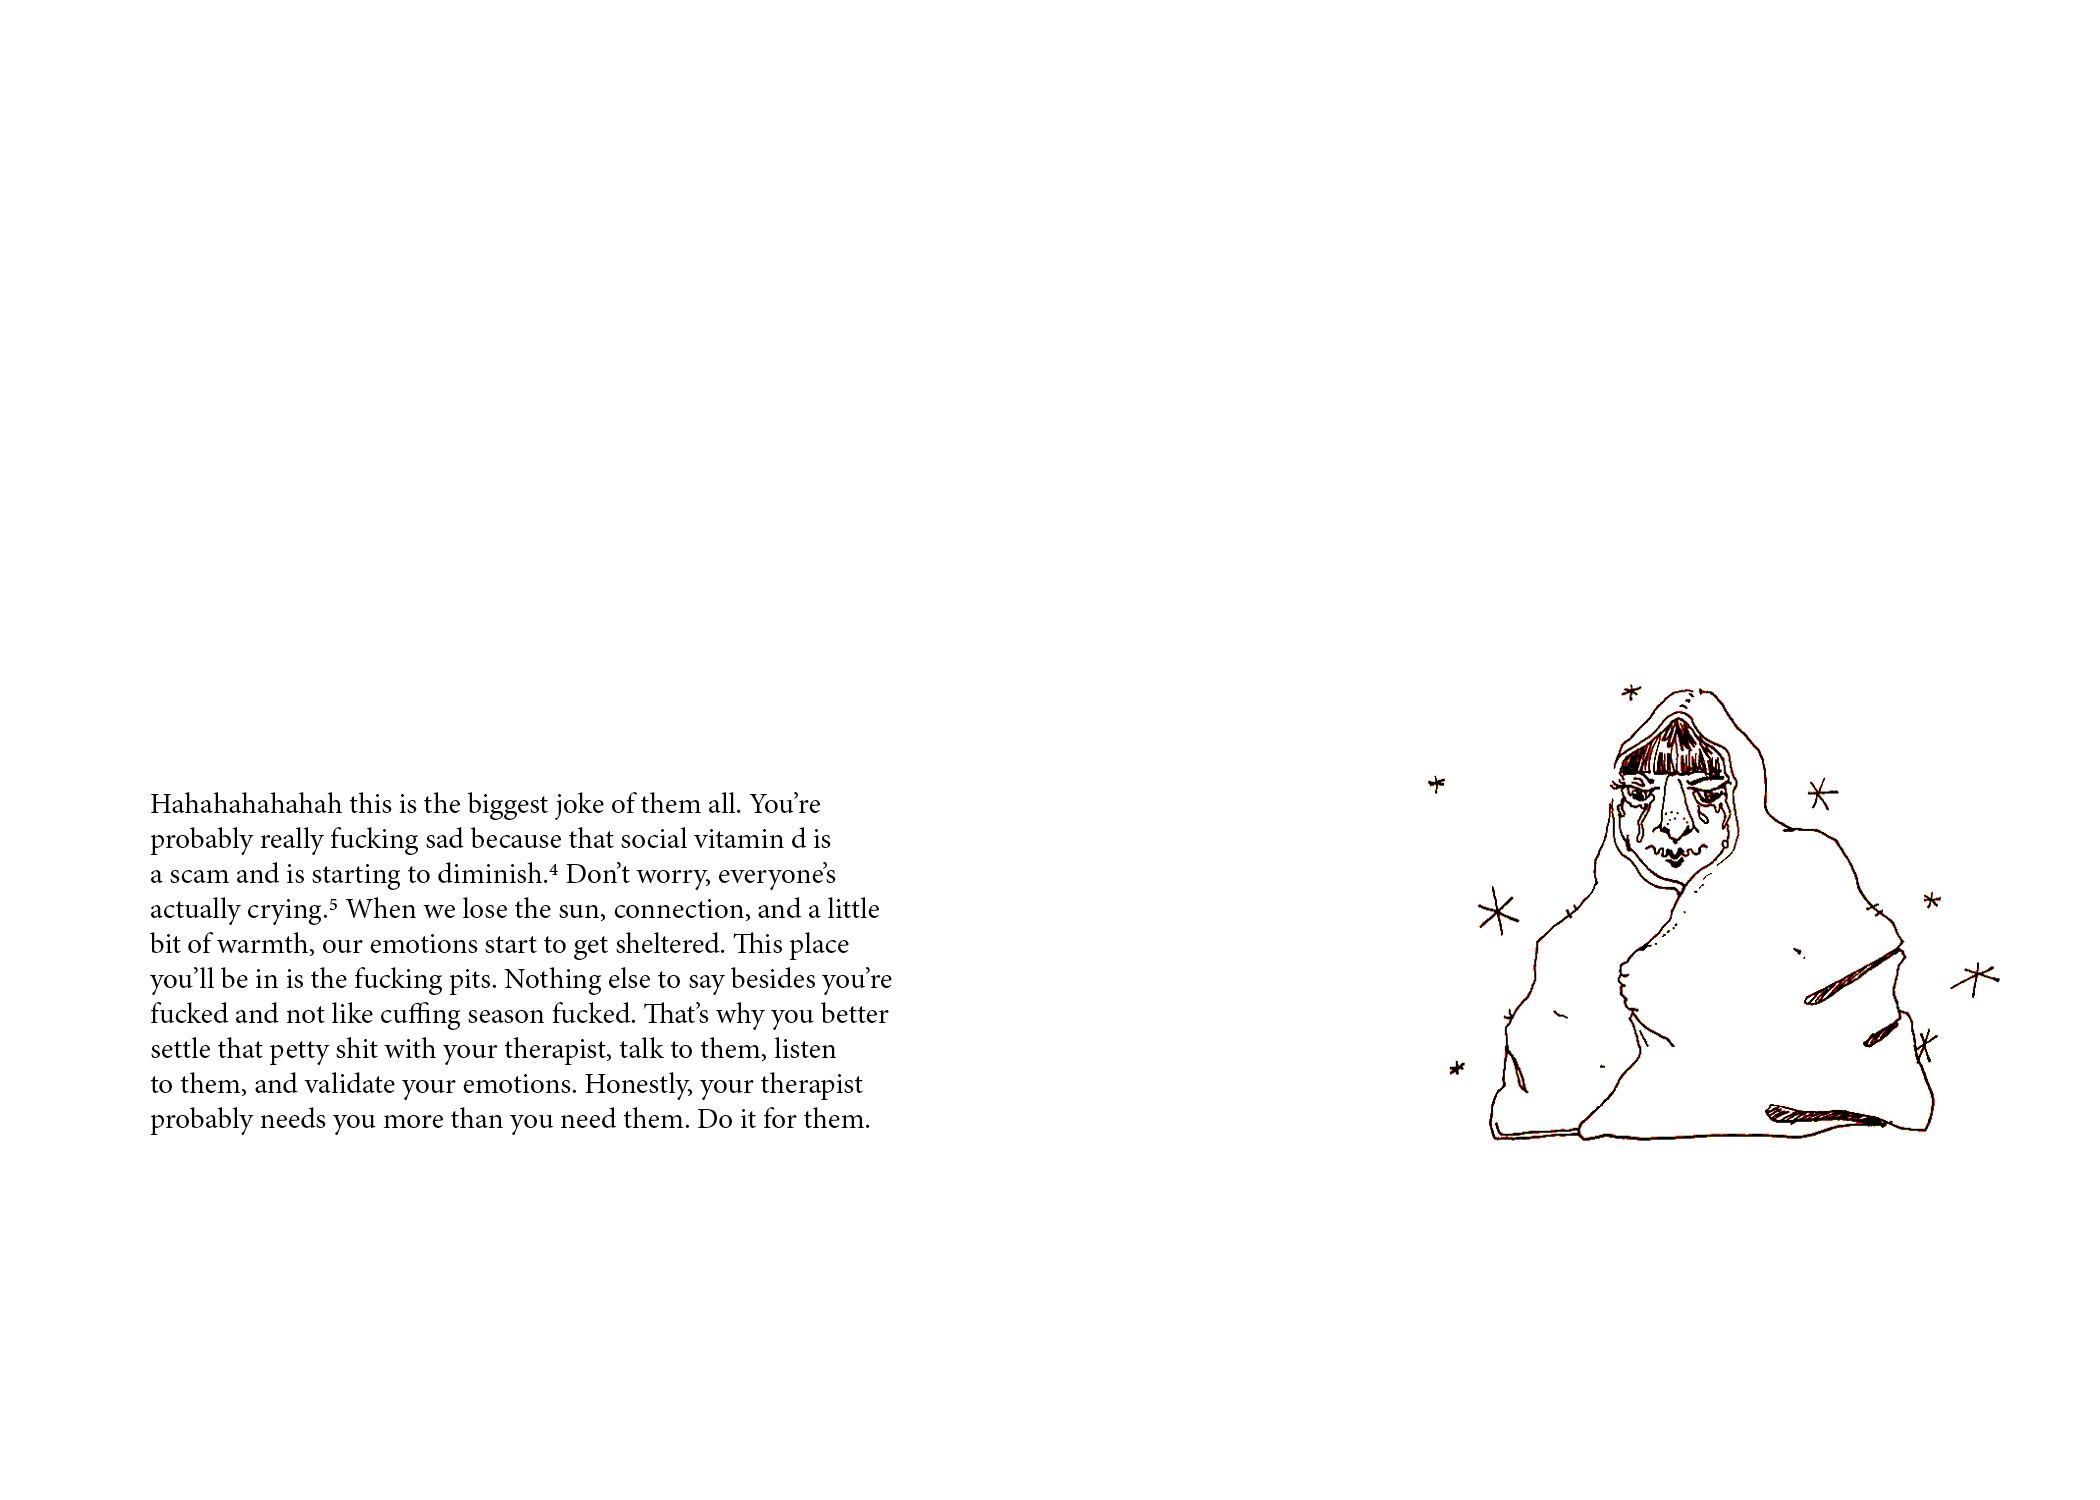 Hahahahahahah this is the biggest joke of them all. You’re
probably really fucking sad because that social vitamin d is
a scam and is starting to diminish.⁴ Don’t worry, everyone’s
actually crying.⁵ When we lose the sun, connection, and a little
bit of warmth, our emotions start to get sheltered. This place
you’ll be in is the fucking pits. Nothing else to say besides you’re
fucked and not like cuffing season fucked. That’s why you better
settle that petty shit with your therapist, talk to them, listen
to them, and validate your emotions. Honestly, your therapist
probably needs you more than you need them. Do it for them.